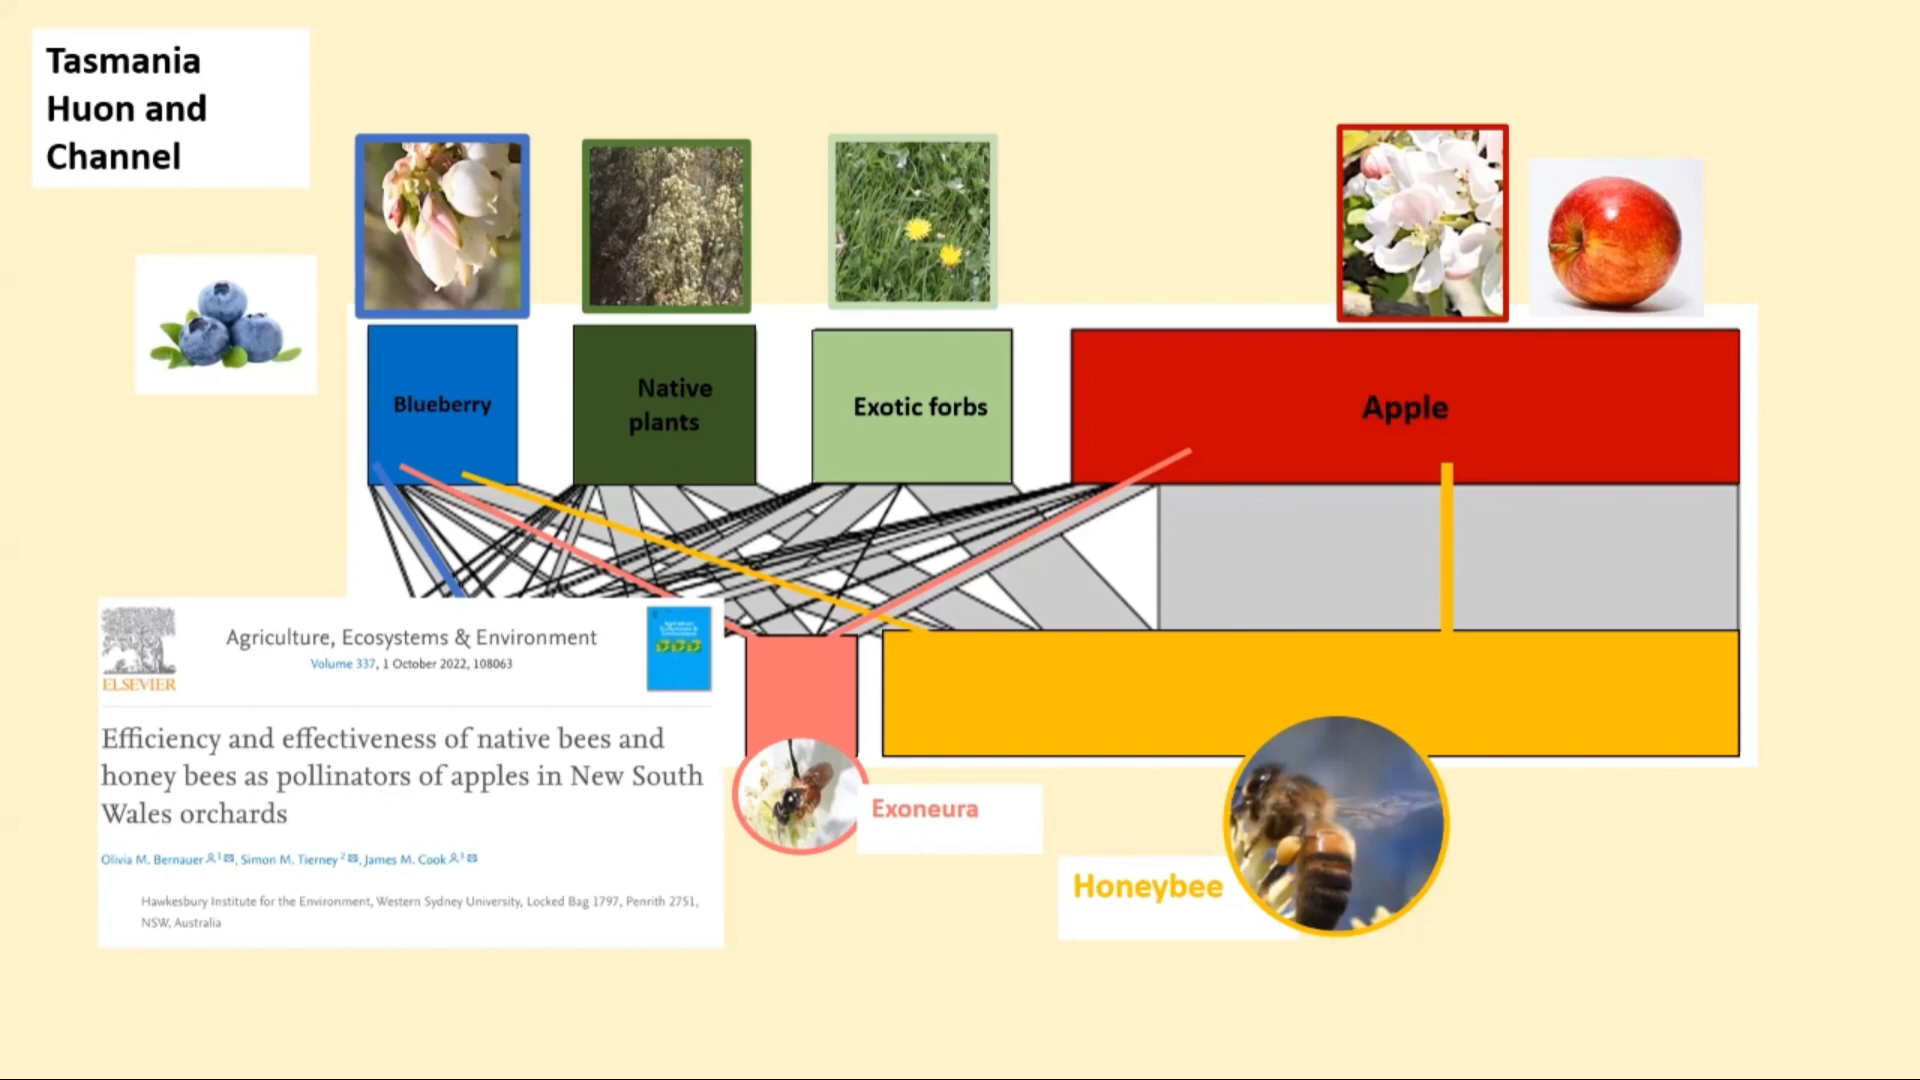 Tasmania
Huon and
Channel
Blueberry
Native
plants
Exotic forbs
Apple
ELSEVIER
Agriculture, Ecosystems & Environment
Volume 337, 1 October 2022, 108063
Efficiency and effectiveness of native bees and
honey bees as pollinators of apples in New South
Wales orchards
Olivia M. Bernauer 1, Simon M. Tierney 2, James M. Cook 1
Hawkesbury Institute for the Environment, Western Sydney University, Locked Bag 1797, Penrith 2751,
NSW, Australia
Exoneura
Honeybee